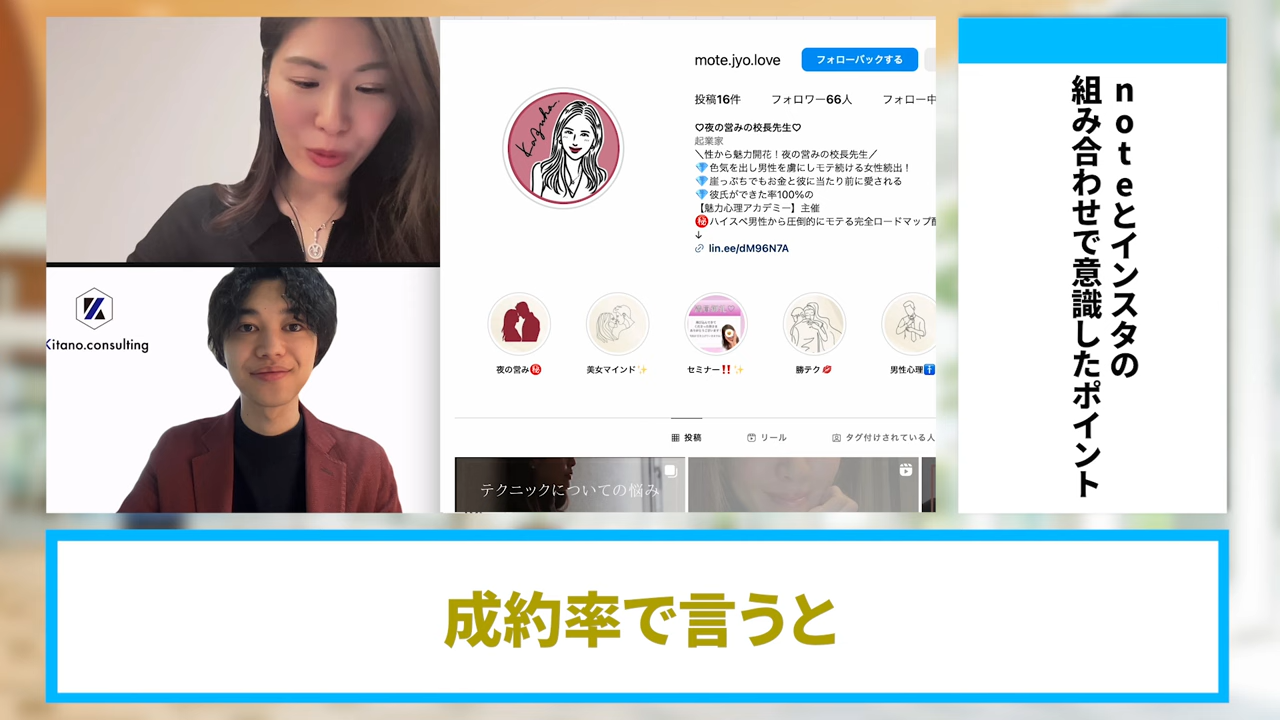 Kitano.consulting
mote.jyo.love
フォローバックする
投稿16件 フォロワー66人 フォロー中
♡夜の営みの校長先生♡
起業家
＼性から魅力開花！夜の営みの校長先生／
💎色気を出し男性を虜にしモテ続ける女性続出！
💎崖っぷちでもお金と彼に当たり前に愛される
💎彼氏ができた率100%の
【魅力心理アカデミー】主催
㊙ハイスペ男性から圧倒的にモテる完全ロードマップ
↓
lin.ee/dM96N7A
夜の営み㊙
美女マインド✨
セミナー‼️✨
勝テク💋
男性心理
投稿
リール
タグ付けされている人
テクニックについての悩み
noteとインスタの
組み合わせで意識したポイント
成約率で言うと